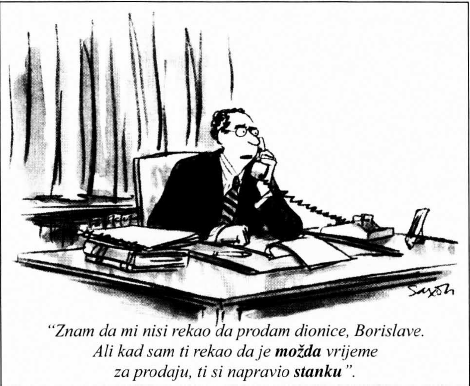 Saxon
“Znam da mi nisi rekao da prodam dionice, Borislave.
Ali kad sam ti rekao da je možda vrijeme
za prodaju, ti si napravio stanku”.